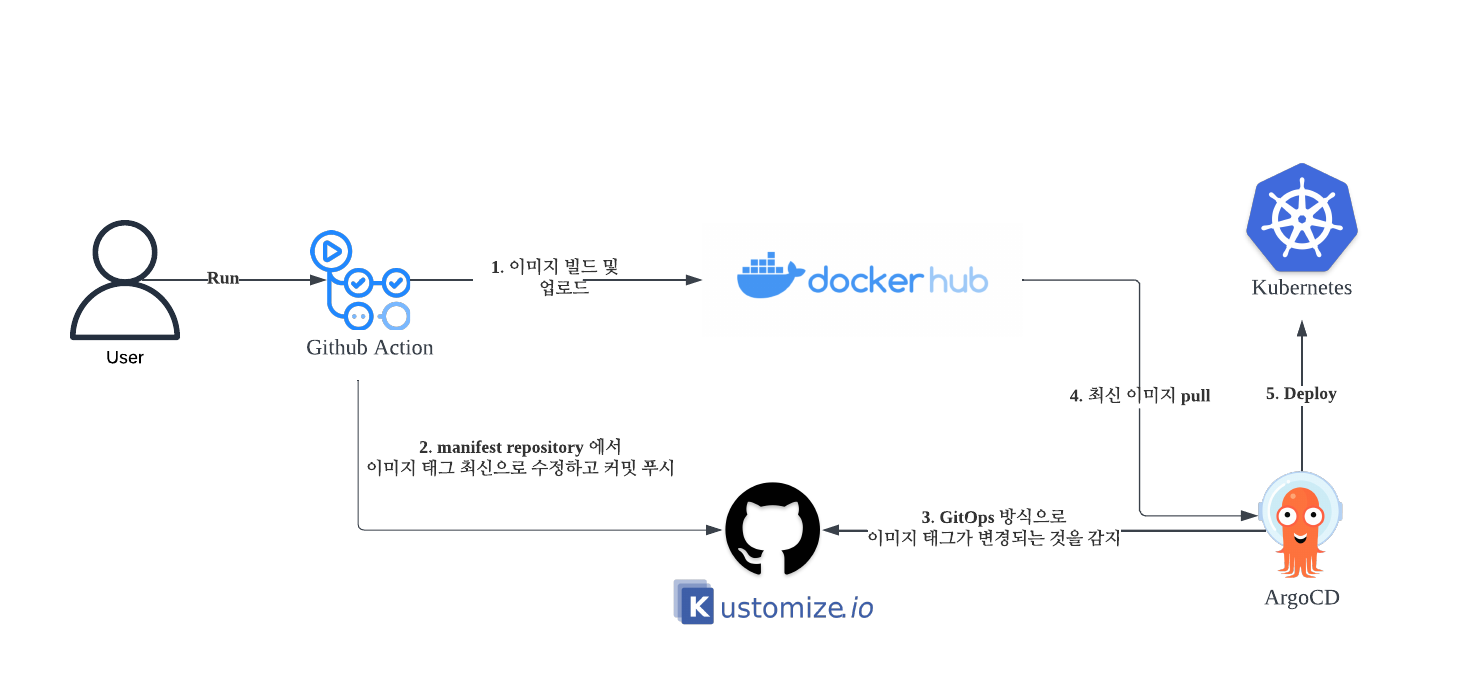 Run
1. 이미지 빌드 및
업로드
docker hub
Kubernetes
Github Action
User
4. 최신 이미지 pull
5. Deploy
2. manifest repository 에서
이미지 태그 최신으로 수정하고 커밋 푸시
3. GitOps 방식으로
이미지 태그가 변경되는 것을 감지
Kustomize.io
ArgoCD